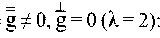 g̿ ≠ 0, g̅^⊥ = 0 (λ = 2):